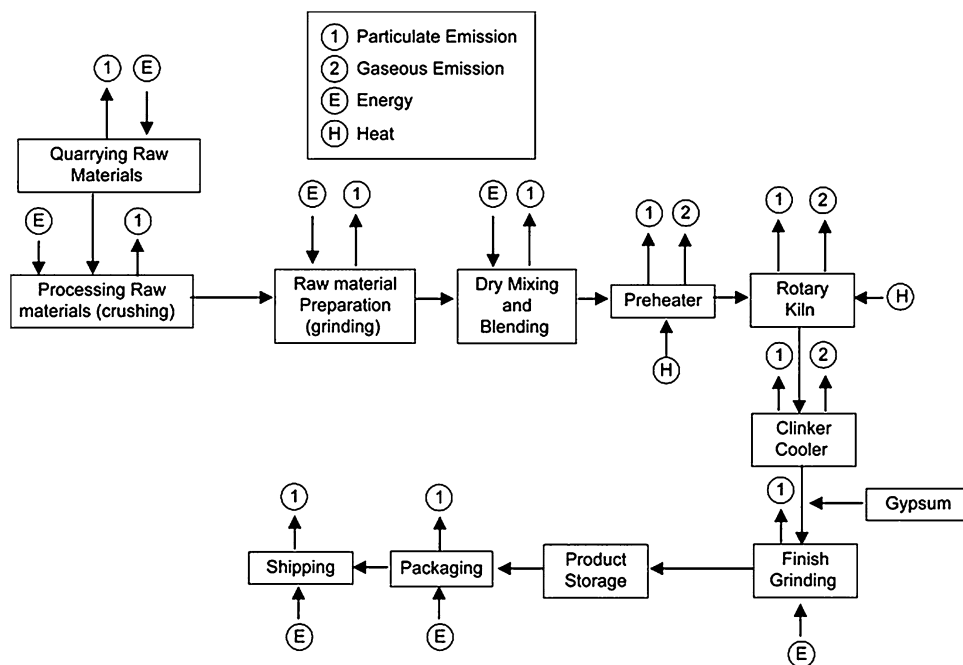 1 Particulate Emission
2 Gaseous Emission
E Energy
H Heat
1 E
Quarrying Raw
Materials
E 1
Processing Raw
materials (crushing)
E 1
Raw material
Preparation
(grinding)
E 1
Dry Mixing
and
Blending
1 2
Preheater
H
1 2
Rotary
Kiln
H
1 2
Clinker
Cooler
1
Gypsum
Finish
Grinding
E
Product
Storage
1
Packaging
E
1
Shipping
E